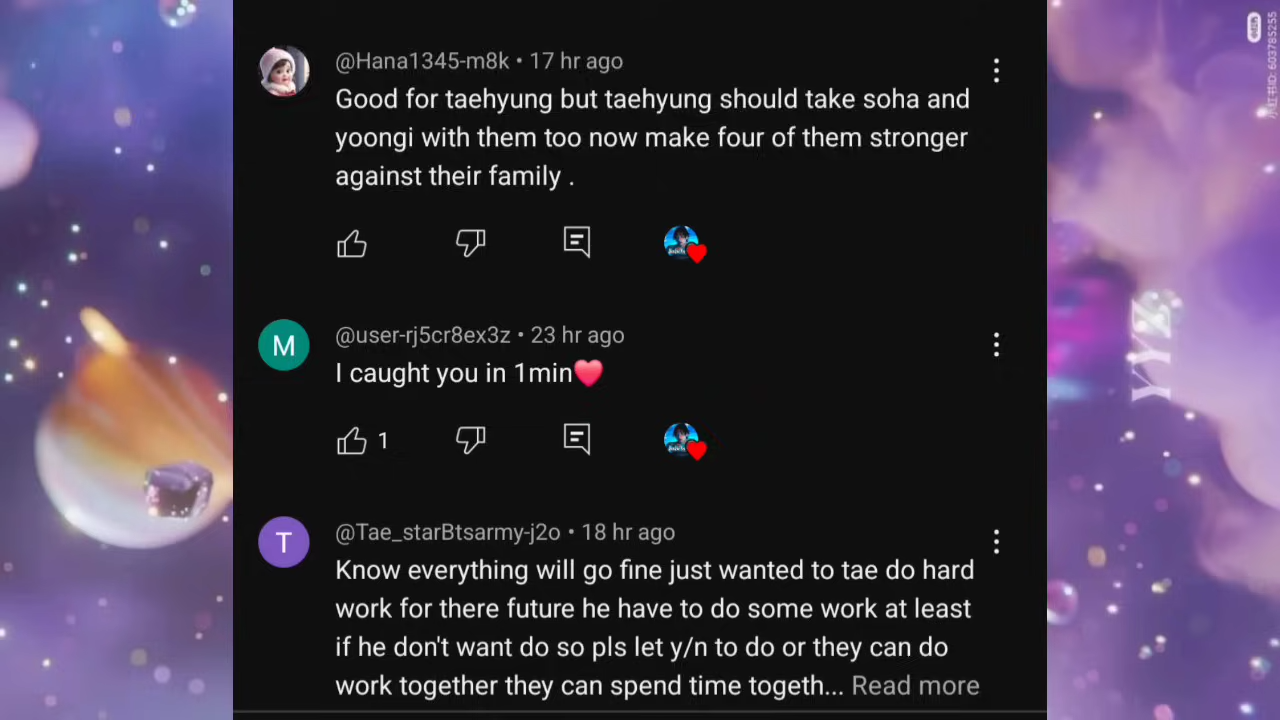 @Hana1345-m8k • 17 hr ago
Good for taehyung but taehyung should take soha and
yoongi with them too now make four of them stronger
against their family .
@user-rj5cr8ex3z • 23 hr ago
M
I caught you in 1min❤
1
@Tae_starBtsarmy-j2o • 18 hr ago
T
Know everything will go fine just wanted to tae do hard
work for there future he have to do some work at least
if he don't want do so pls let y/n to do or they can do
work together they can spend time togeth... Read more
YYZ
603785255